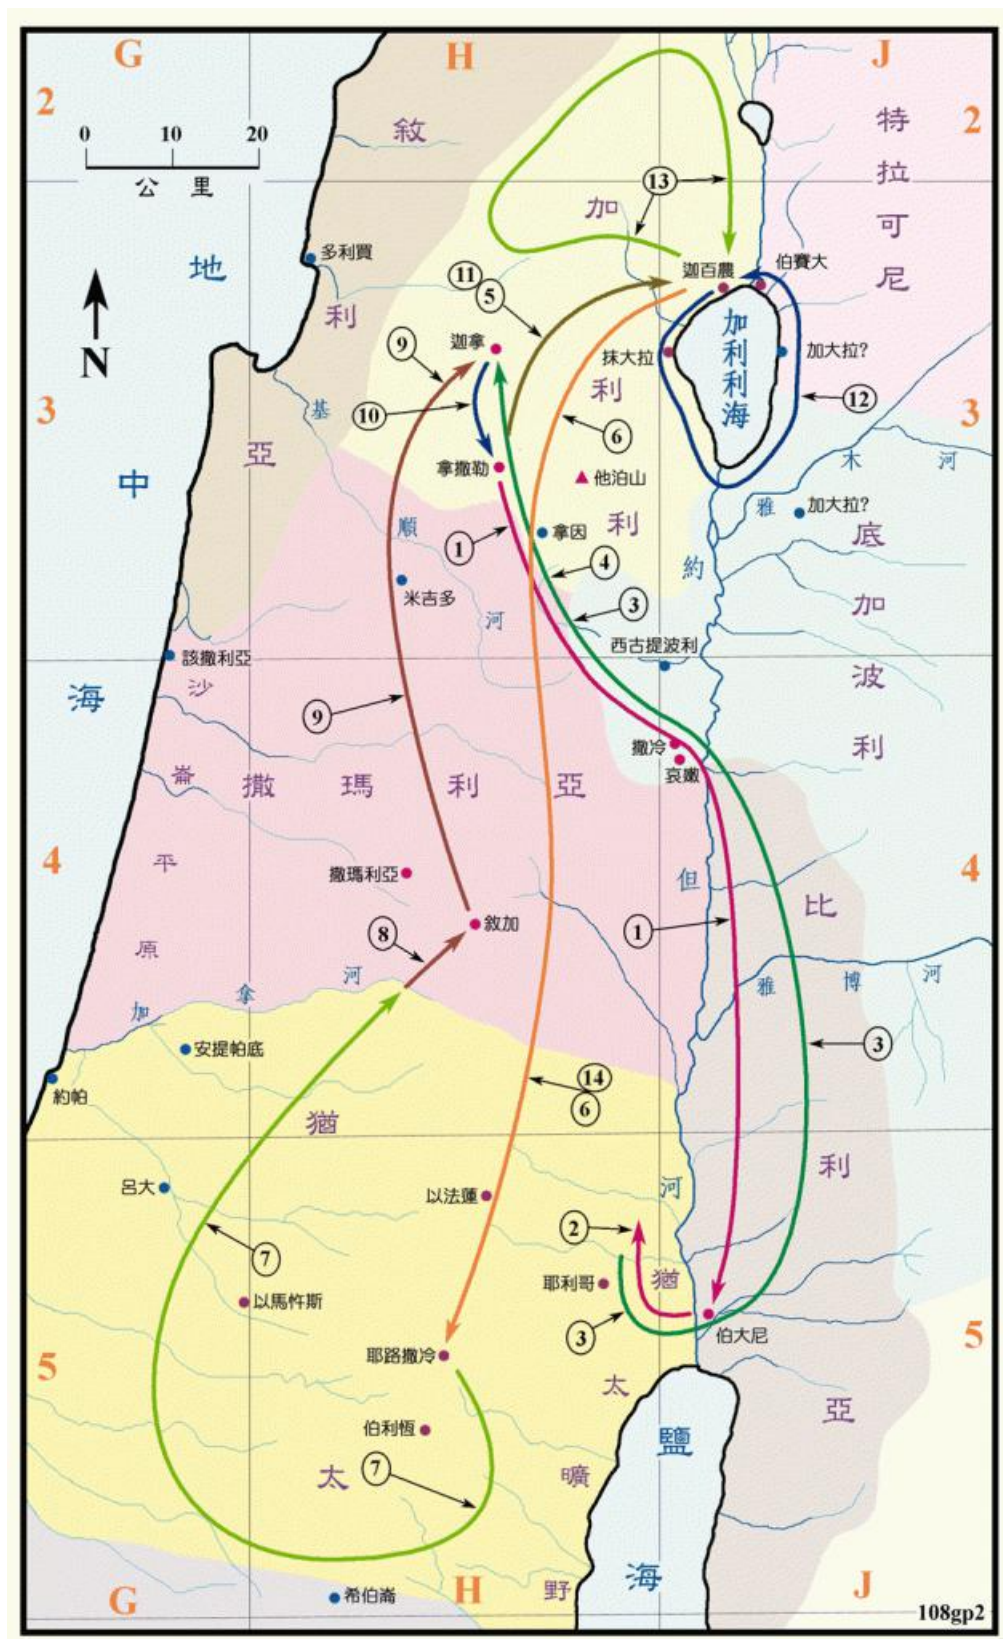 G
H
J
2
2
0 10 20
公 里
敘
特
拉
可
尼
⑬
加
地
多利買
迦百農
伯賽大
⑪
⑤
利
N
⑨
迦拿
加
利
利
海
抹大拉
加大拉?
3
3
⑩
利
⑫
基
⑥
亞
中
拿撒勒
他泊山
木 河
雅
加大拉?
順
①
拿因
利
底
④
約
米吉多
③
加
河
西古提波利
該撒利亞
海
沙
波
⑨
撒冷
利
哀嫩
崙
撒 瑪 利 亞
4
4
平
撒瑪利亞
但
比
敘加
⑧
①
原
河
拿
加
雅 博 河
安提帕底
③
約帕
⑭
⑥
猶
利
呂大
以法蓮
河
②
⑦
耶利哥
猶
以馬忤斯
③
伯大尼
5
5
耶路撒冷
太
亞
伯利恆
鹽
太
⑦
曠
海
野
希伯崙
G
H
J
108gp2